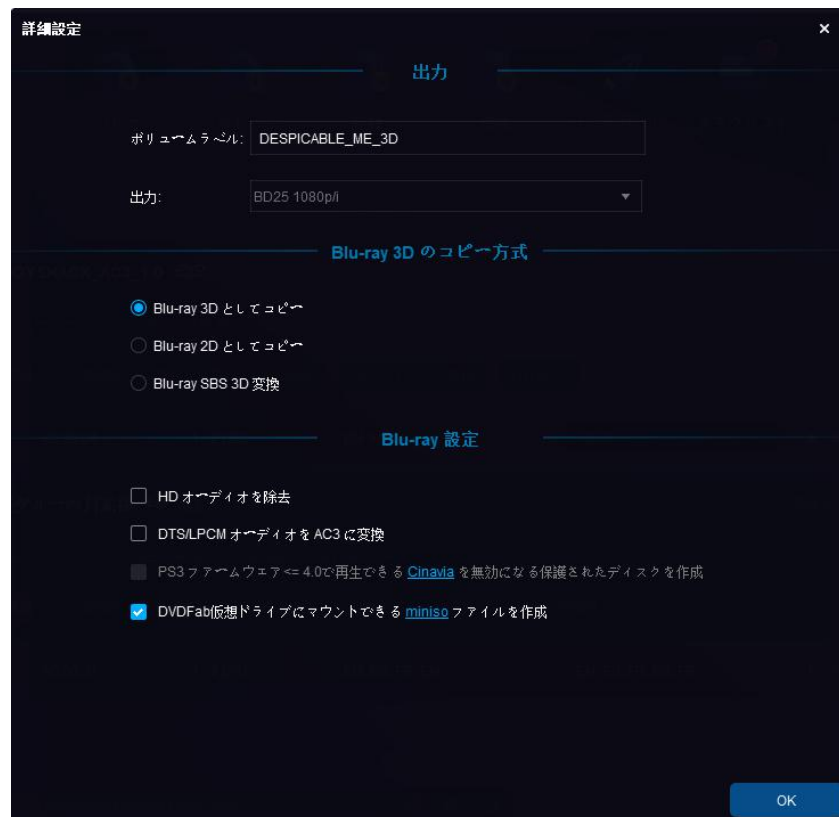 詳細設定
出力
ボリュームラベル: DESPICABLE_ME_3D
出力: BD25 1080p/i
Blu-ray 3D のコピー方式
Blu-ray 3D としてコピー
Blu-ray 2D としてコピー
Blu-ray SBS 3D 変換
Blu-ray 設定
HD オーディオを除去
DTS/LPCM オーディオを AC3 に変換
PS3 ファームウェア <= 4.0で再生できる Cinavia を無効になる保護されたディスクを作成
DVDFab仮想ドライブにマウントできる miniso ファイルを作成
OK